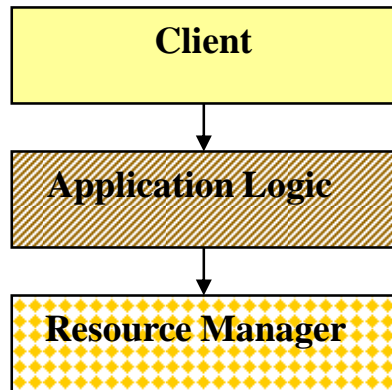 Client
Application Logic
Resource Manager